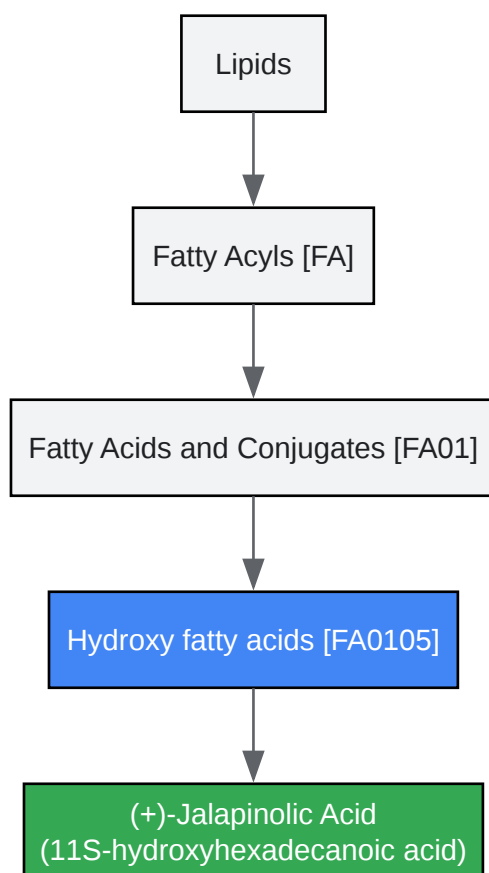 Lipids
Fatty Acyls [FA]
Fatty Acids and Conjugates [FA01]
Hydroxy fatty acids [FA0105]
(+)-Jalapinolic Acid
(11S-hydroxyhexadecanoic acid)